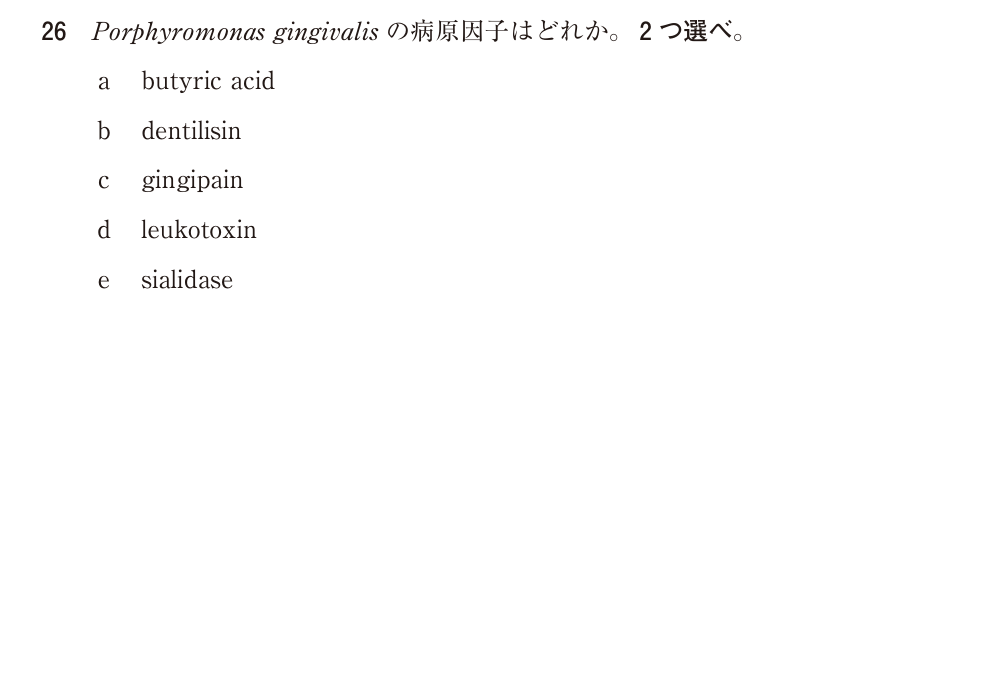 26 Porphyromonas gingivalis の病原因子はどれか。 2 つ選べ。
a butyric acid
b dentilisin
c gingipain
d leukotoxin
e sialidase